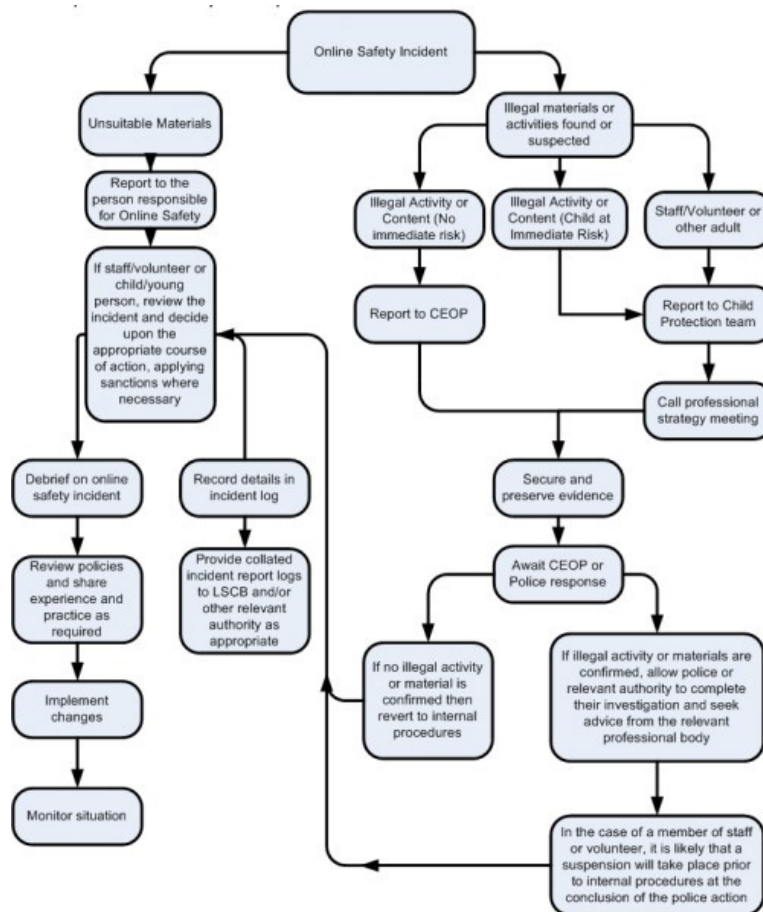 Online Safety Incident
Unsuitable Materials
Report to the
person responsible
for Online Safety
If staff/volunteer or
child/young
person, review the
incident and decide
upon the
appropriate course
of action, applying
sanctions where
necessary
Debrief on online
safety incident
Review policies
and share
experience and
practice as
required
Implement
changes
Monitor situation
Record details in
incident log
Provide collated
incident report logs
to LSCB and/or
other relevant
authority as
appropriate
Illegal materials or
activities found or
suspected
Illegal Activity or
Content (No
immediate risk)
Illegal Activity or
Content (Child at
Immediate Risk)
Staff/Volunteer or
other adult
Report to CEOP
Report to Child
Protection team
Call professional
strategy meeting
Secure and
preserve evidence
Await CEOP or
Police response
If no illegal activity
or material is
confirmed then
revert to internal
procedures
If illegal activity or materials are
confirmed, allow police or
relevant authority to complete
their investigation and seek
advice from the relevant
professional body
In the case of a member of staff
or volunteer, it is likely that a
suspension will take place prior
to internal procedures at the
conclusion of the police action